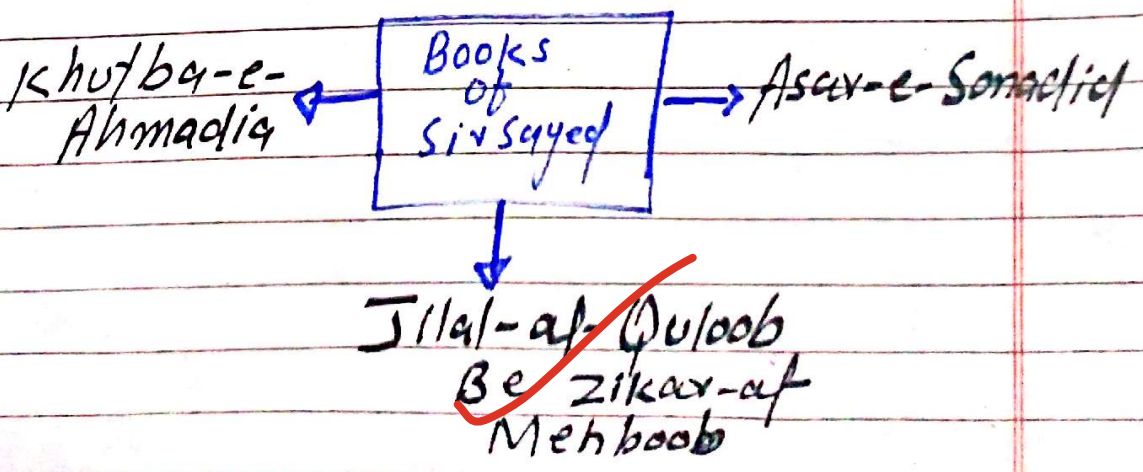 Books
of
Sir Sayed
Khutba-e-
Ahmadia
Asar-e-Sonadid
Jilal-al-Quloob
Be Zikar-al
Mehboob